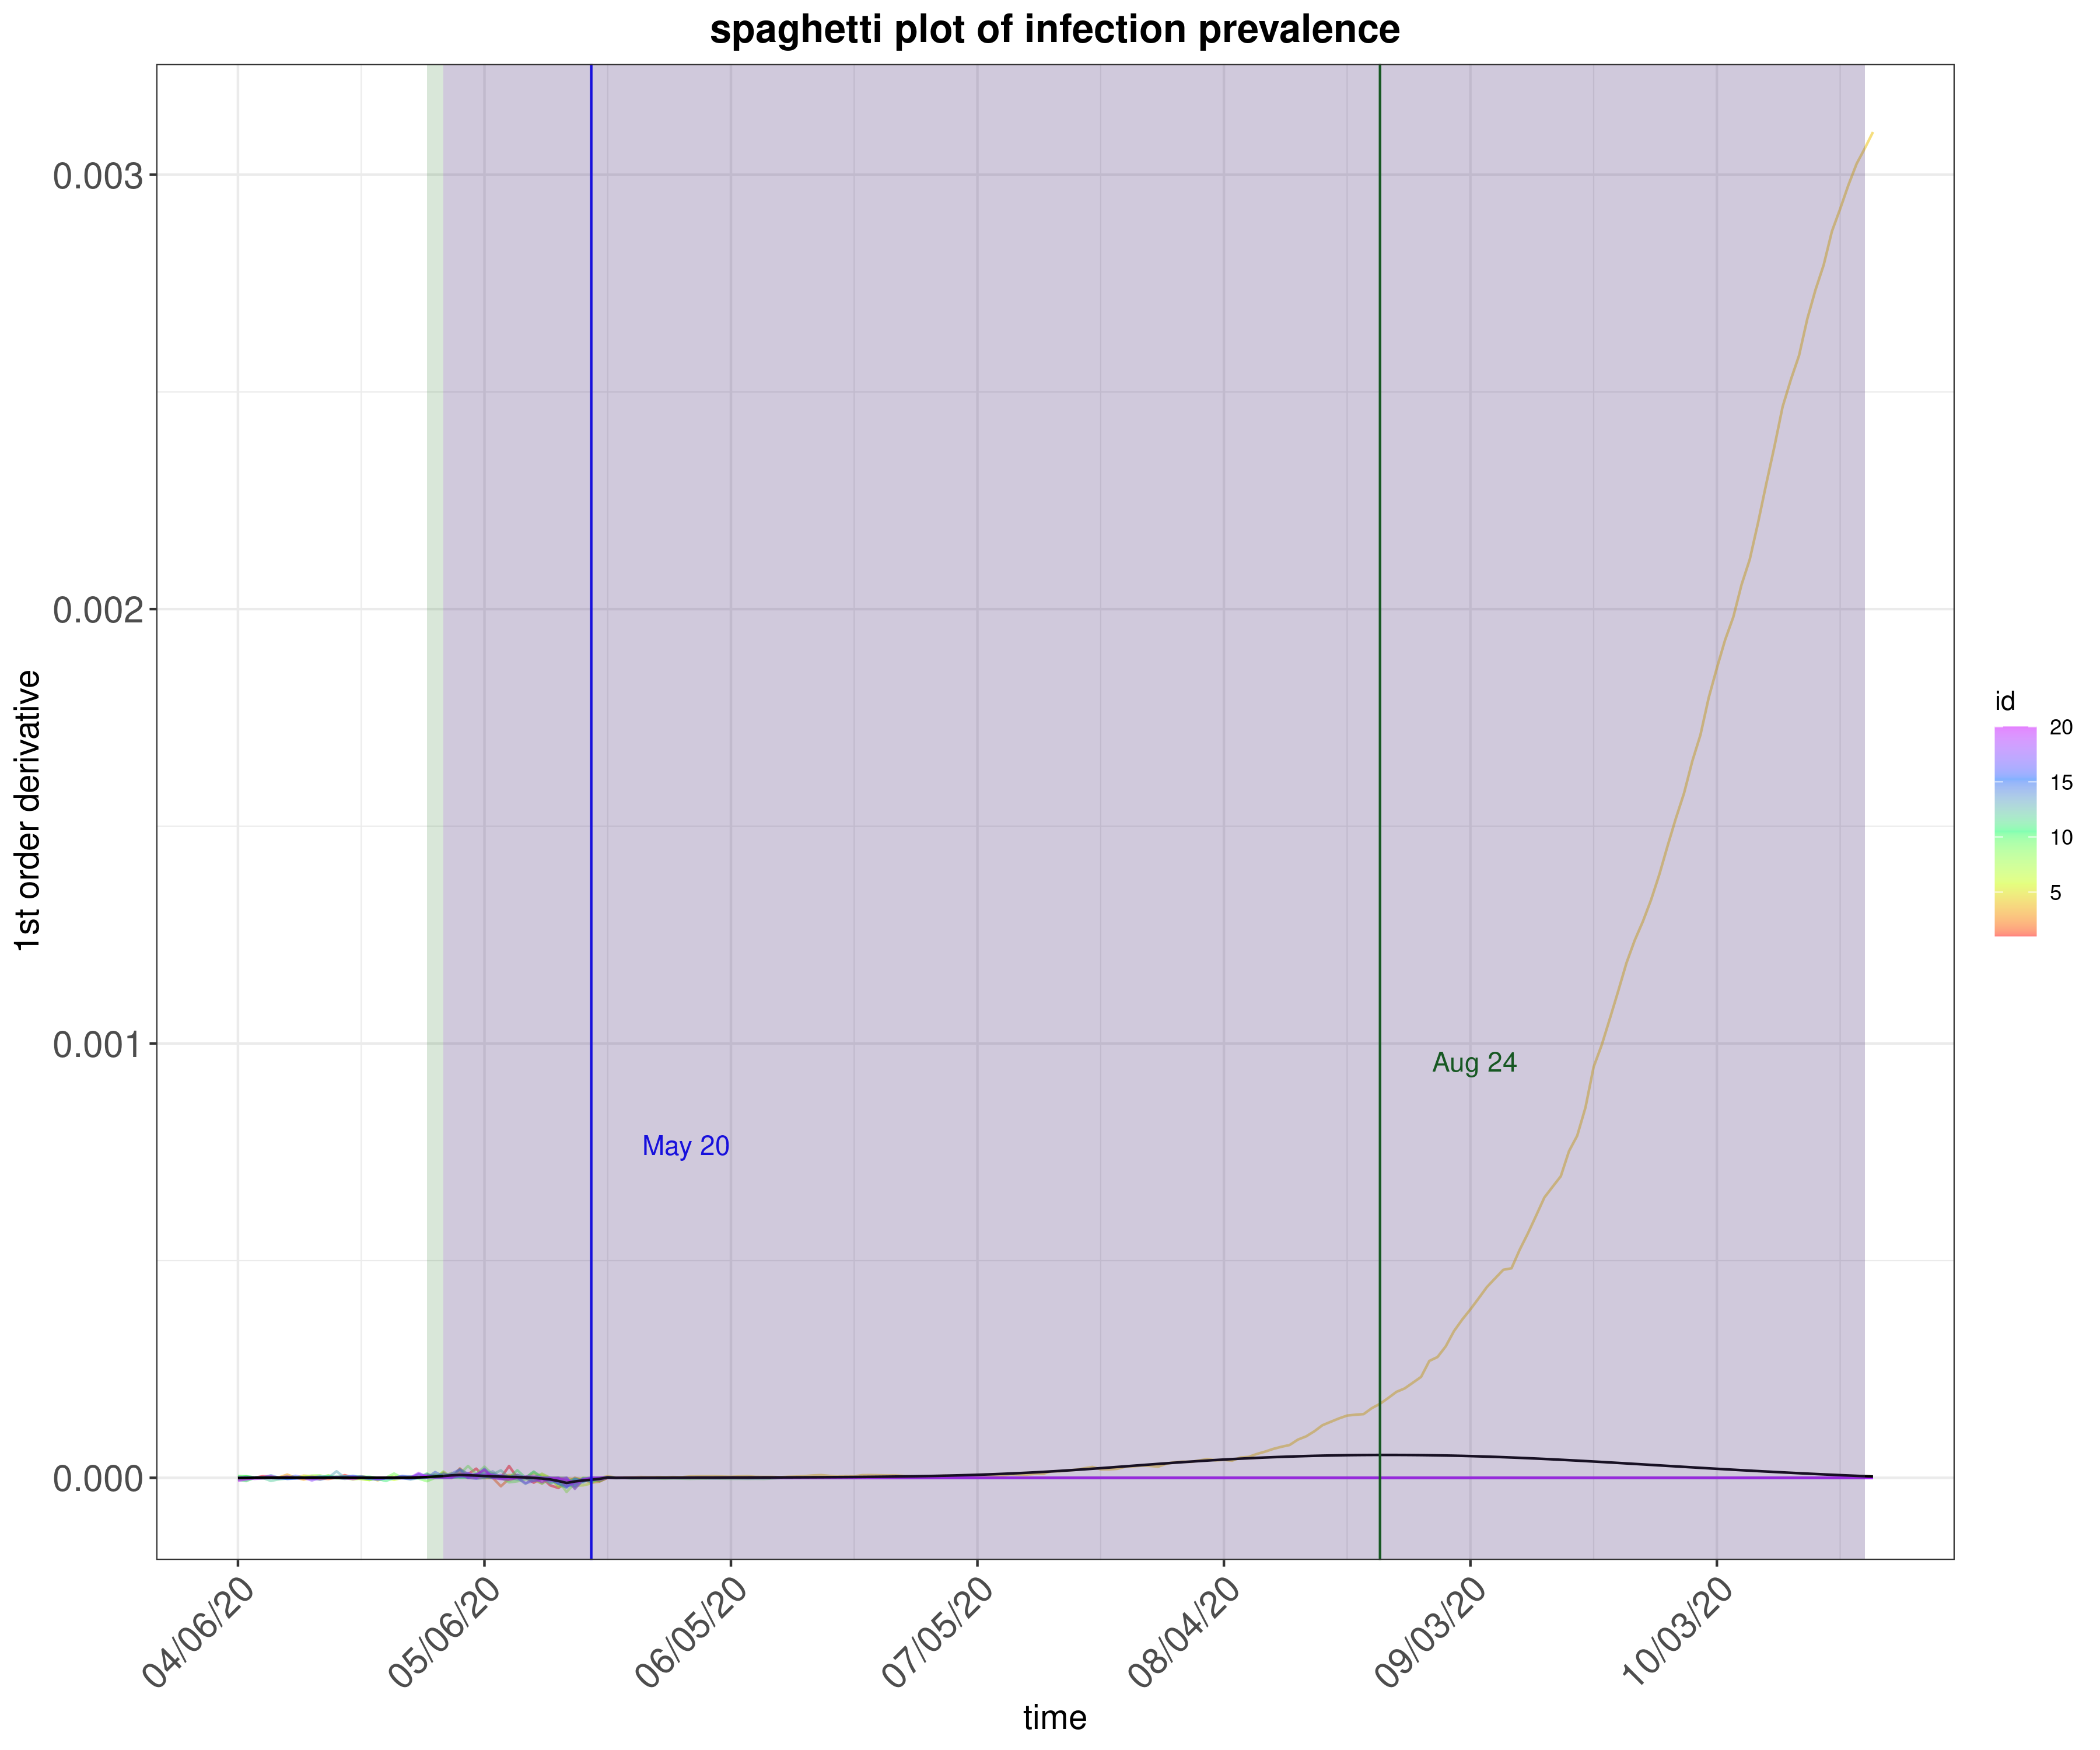 spaghetti plot of infection prevalence
1st order derivative
0.003
0.002
0.001
0.000
Aug 24
May 20
04/06/20
05/06/20
06/05/20
07/05/20
08/04/20
09/03/20
10/03/20
time
id
20
15
10
5